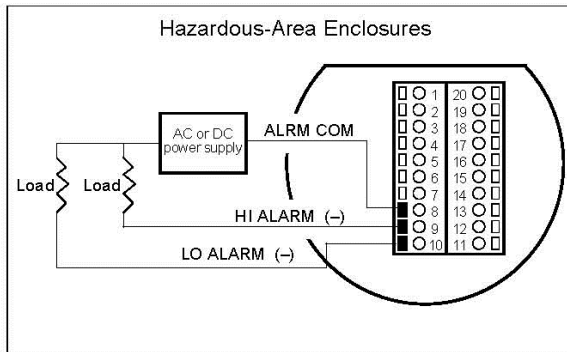 Hazardous-Area Enclosures
AC or DC
power supply
ALRM COM
Load
Load
HI ALARM (–)
LO ALARM (–)
1 20
2 19
3 18
4 17
5 16
6 15
7 14
8 13
9 12
10 11